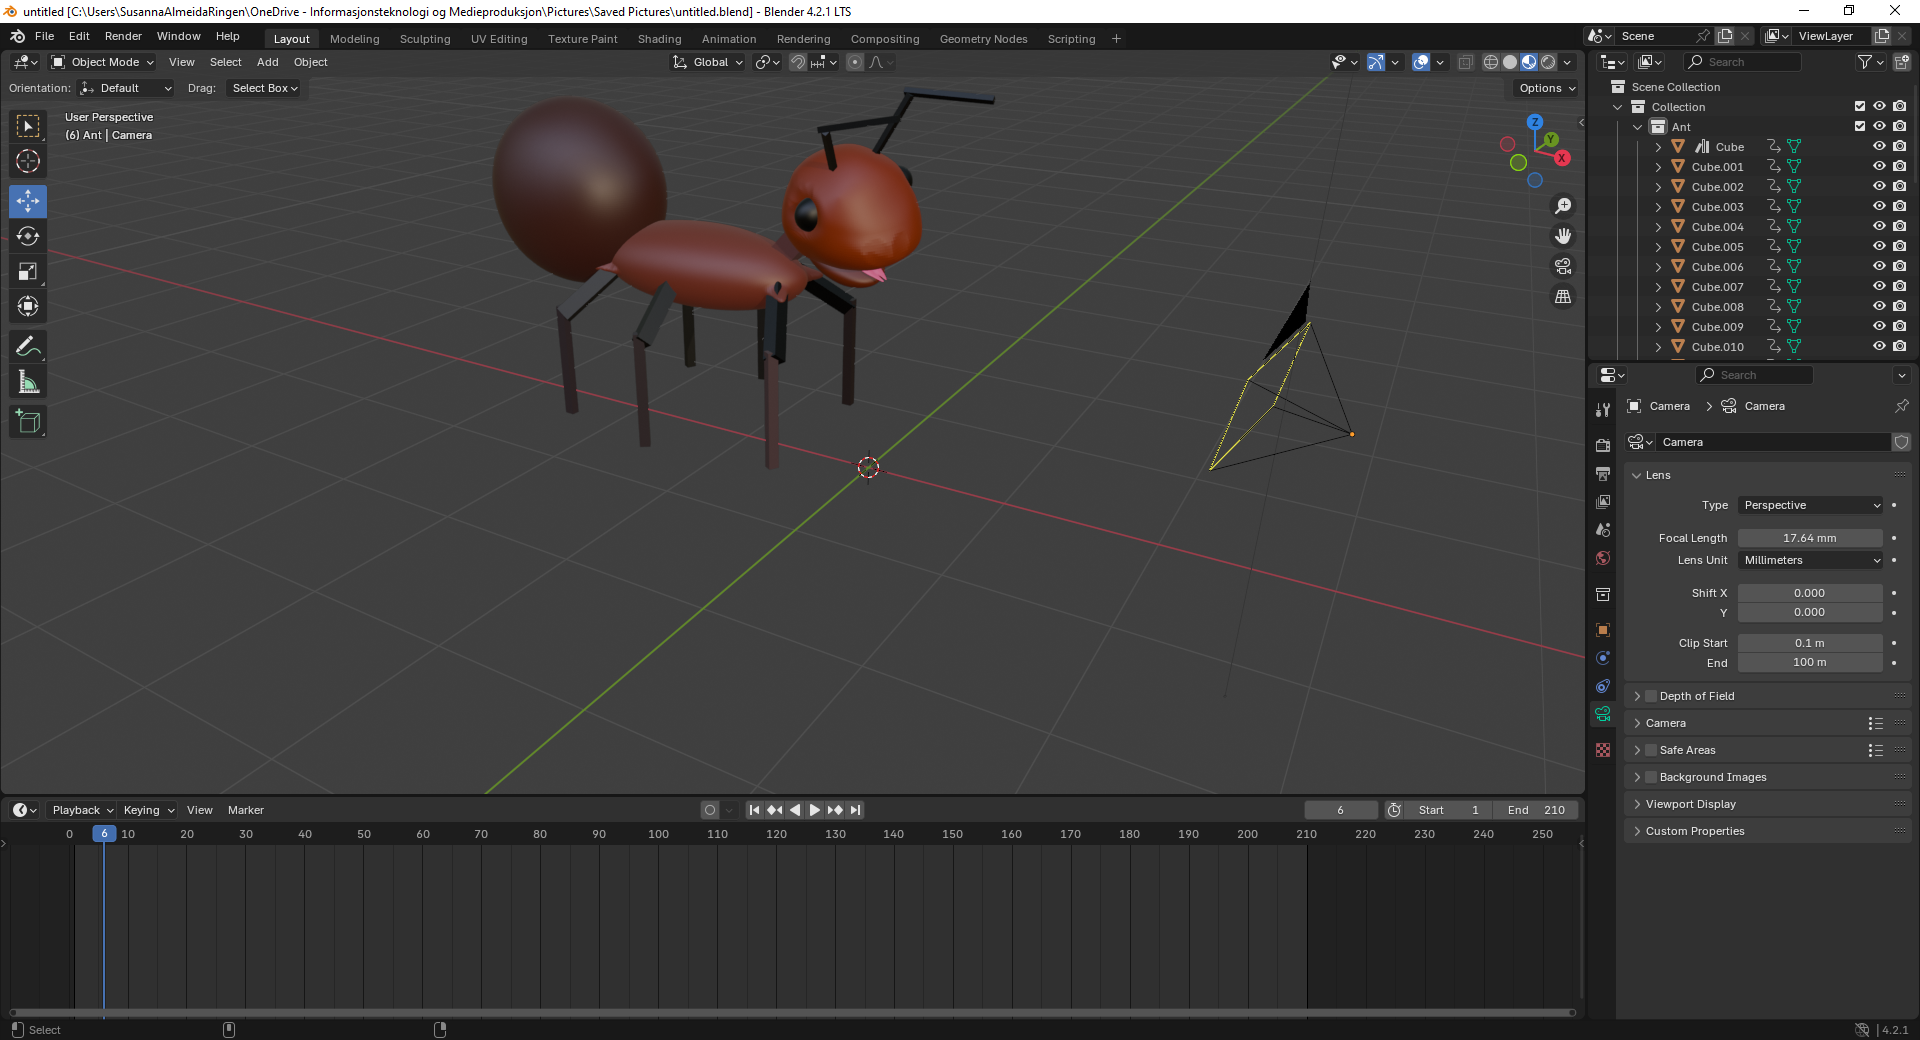 untitled [C:\Users\SusannaAlmeidaRingen\OneDrive - Informasjonsteknologi og Medieproduksjon\Pictures\Saved Pictures\untitled.blend] - Blender 4.2.1 LTS
File Edit Render Window Help Layout Modeling Sculpting UV Editing Texture Paint Shading Animation Rendering Compositing Geometry Nodes Scripting + Scene ViewLayer
Object Mode View Select Add Object Global Search
Orientation: Default Drag: Select Box Options
Scene Collection
Collection
Ant
Cube
Cube.001
Cube.002
Cube.003
Cube.004
Cube.005
Cube.006
Cube.007
Cube.008
Cube.009
Cube.010
User Perspective
(6) Ant | Camera
Z
Y
X
Search
Camera > Camera
Camera
Lens
Type Perspective
Focal Length 17.64 mm
Lens Unit Millimeters
Shift X 0.000
Y 0.000
Clip Start 0.1 m
End 100 m
Depth of Field
Camera
Safe Areas
Background Images
Viewport Display
Custom Properties
Playback Keying View Marker 6 Start 1 End 210
0 6 10 20 30 40 50 60 70 80 90 100 110 120 130 140 150 160 170 180 190 200 210 220 230 240 250
Select
4.2.1